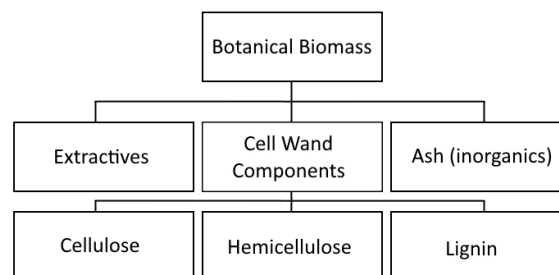 Botanical Biomass
Extractives
Cell Wand
Components
Ash (inorganics)
Cellulose
Hemicellulose
Lignin